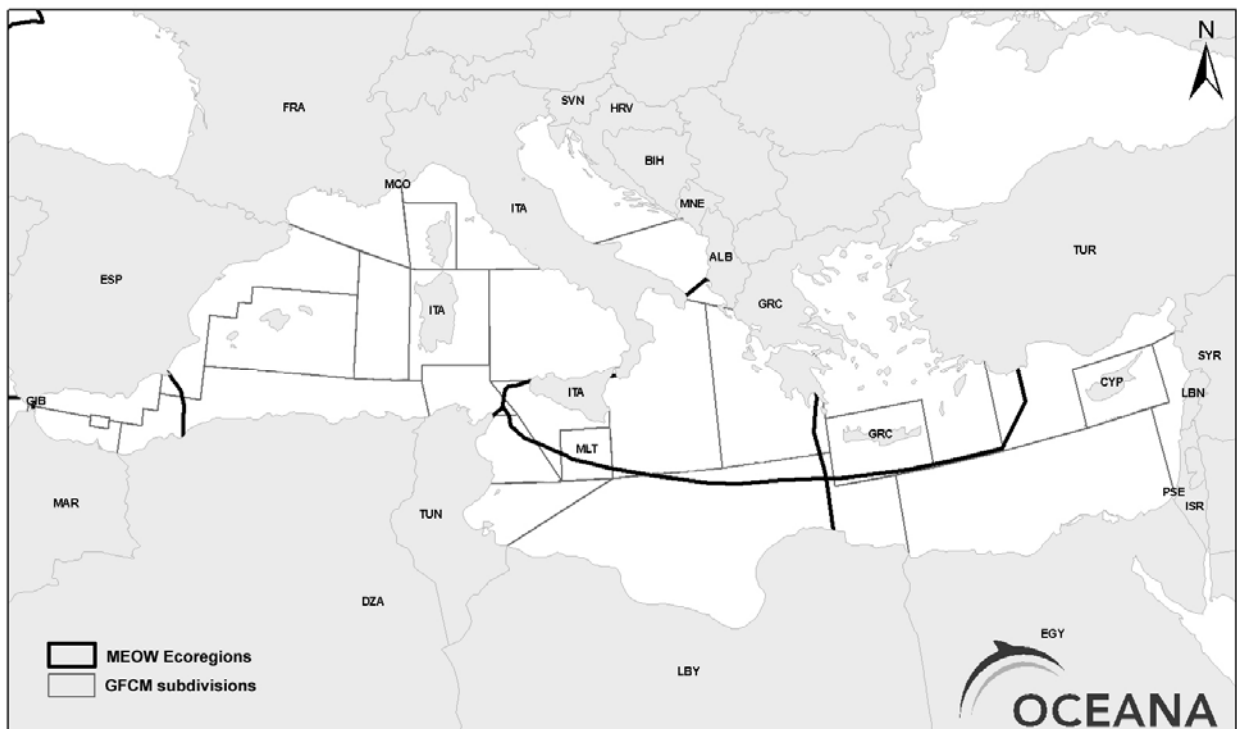 N
FRA
SVN
HRV
BIH
MCO
ITA
MNE
ESP
ALB
TUR
GRC
ITA
SYR
CYP
LBN
GIB
ITA
GRC
MLT
PSE
MAR
ISR
TUN
DZA
EGY
MEOW Ecoregions
LBY
GFCM subdivisions
OCEANA